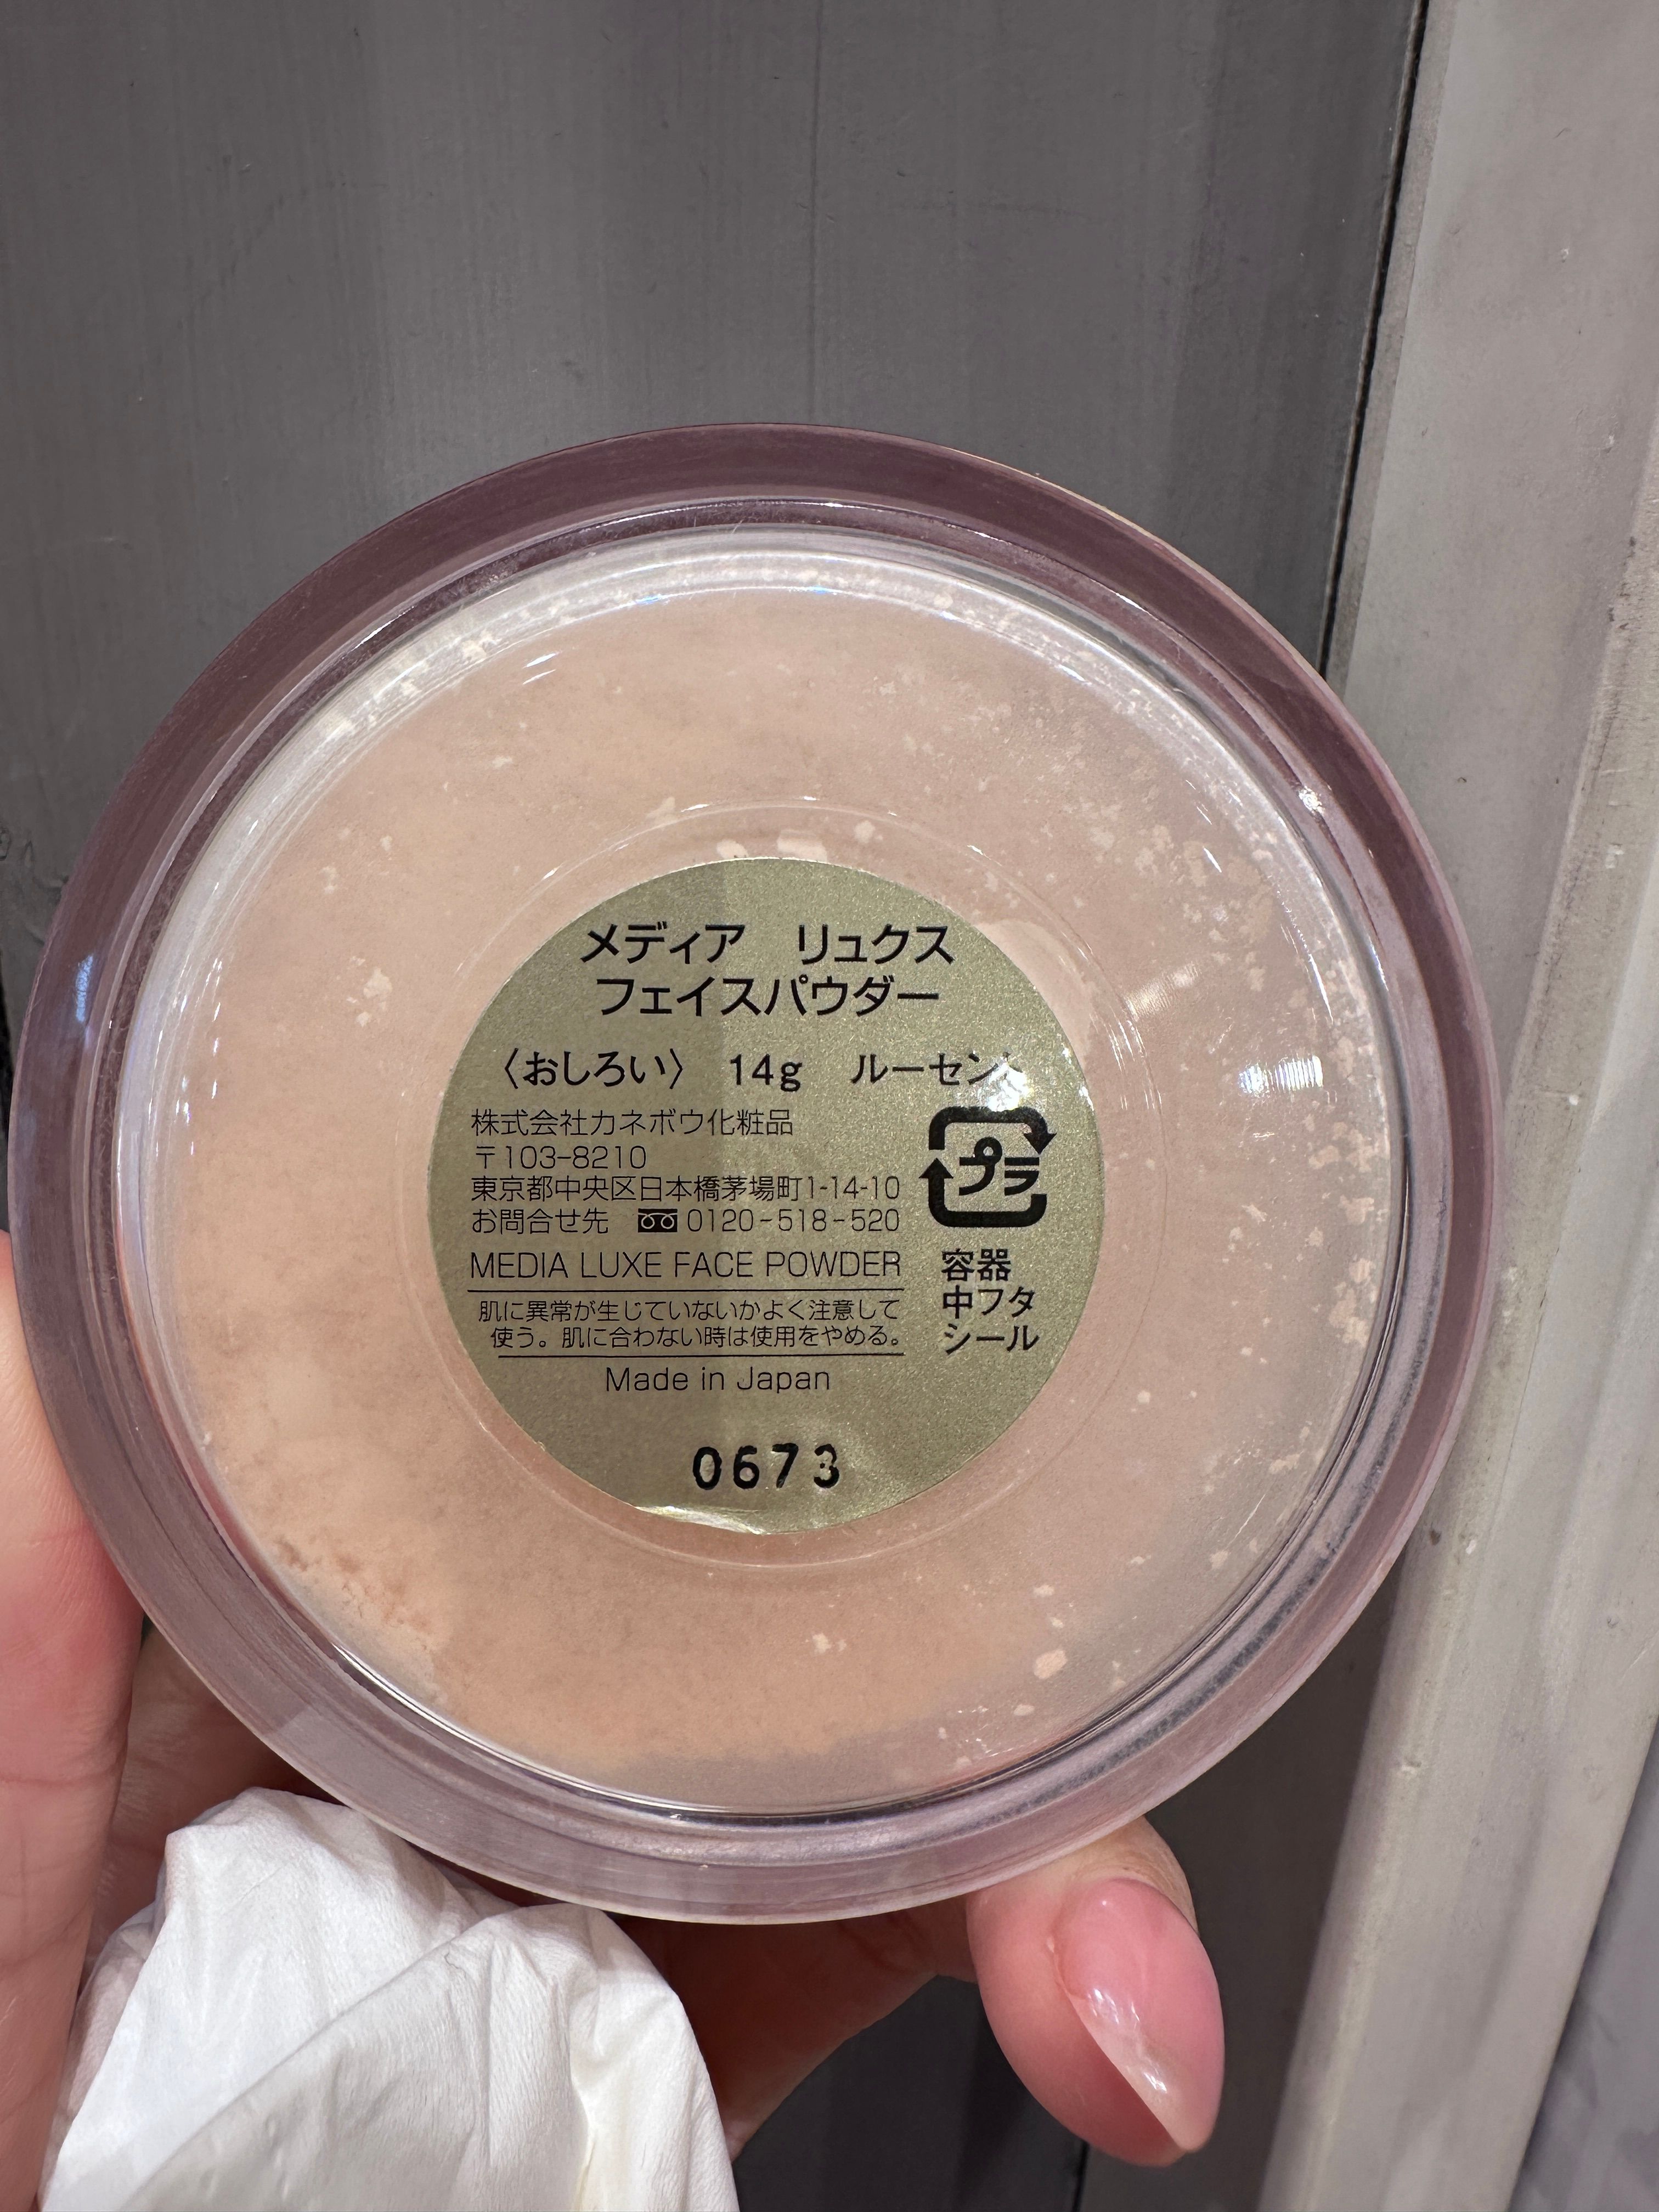 メディア　リュクス
フェイスパウダー
〈おしろい〉　14g　ルーセント
株式会社カネボウ化粧品
〒103-8210
東京都中央区日本橋茅場町1-14-10
お問合せ先　0120-518-520
MEDIA LUXE FACE POWDER
肌に異常が生じていないかよく注意して
使う。肌に合わない時は使用をやめる。
Made in Japan
プラ
容器
中フタ
シール
0673